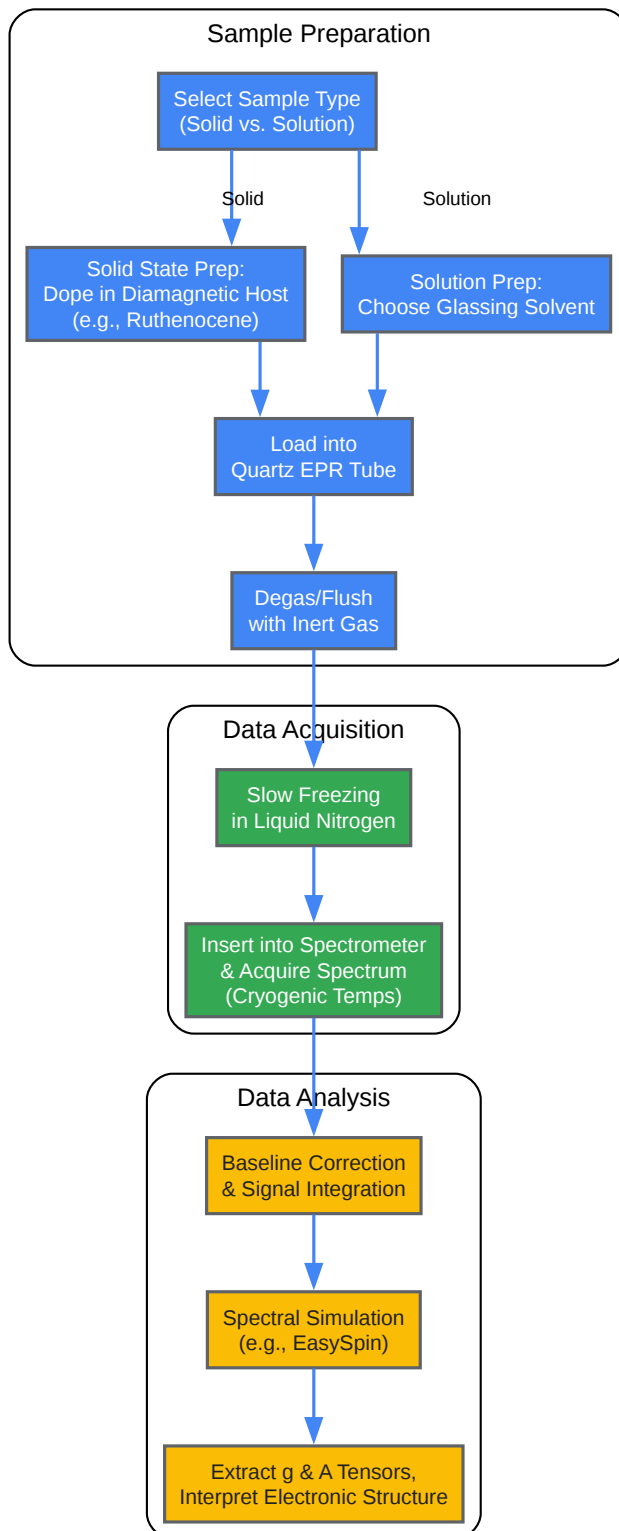 Sample Preparation
Select Sample Type
(Solid vs. Solution)
Solid
Solution
Solid State Prep:
Dope in Diamagnetic Host
(e.g., Ruthenocene)
Solution Prep:
Choose Glassing Solvent
Load into
Quartz EPR Tube
Degas/Flush
with Inert Gas
Data Acquisition
Slow Freezing
in Liquid Nitrogen
Insert into Spectrometer
& Acquire Spectrum
(Cryogenic Temps)
Data Analysis
Baseline Correction
& Signal Integration
Spectral Simulation
(e.g., EasySpin)
Extract g & A Tensors,
Interpret Electronic Structure